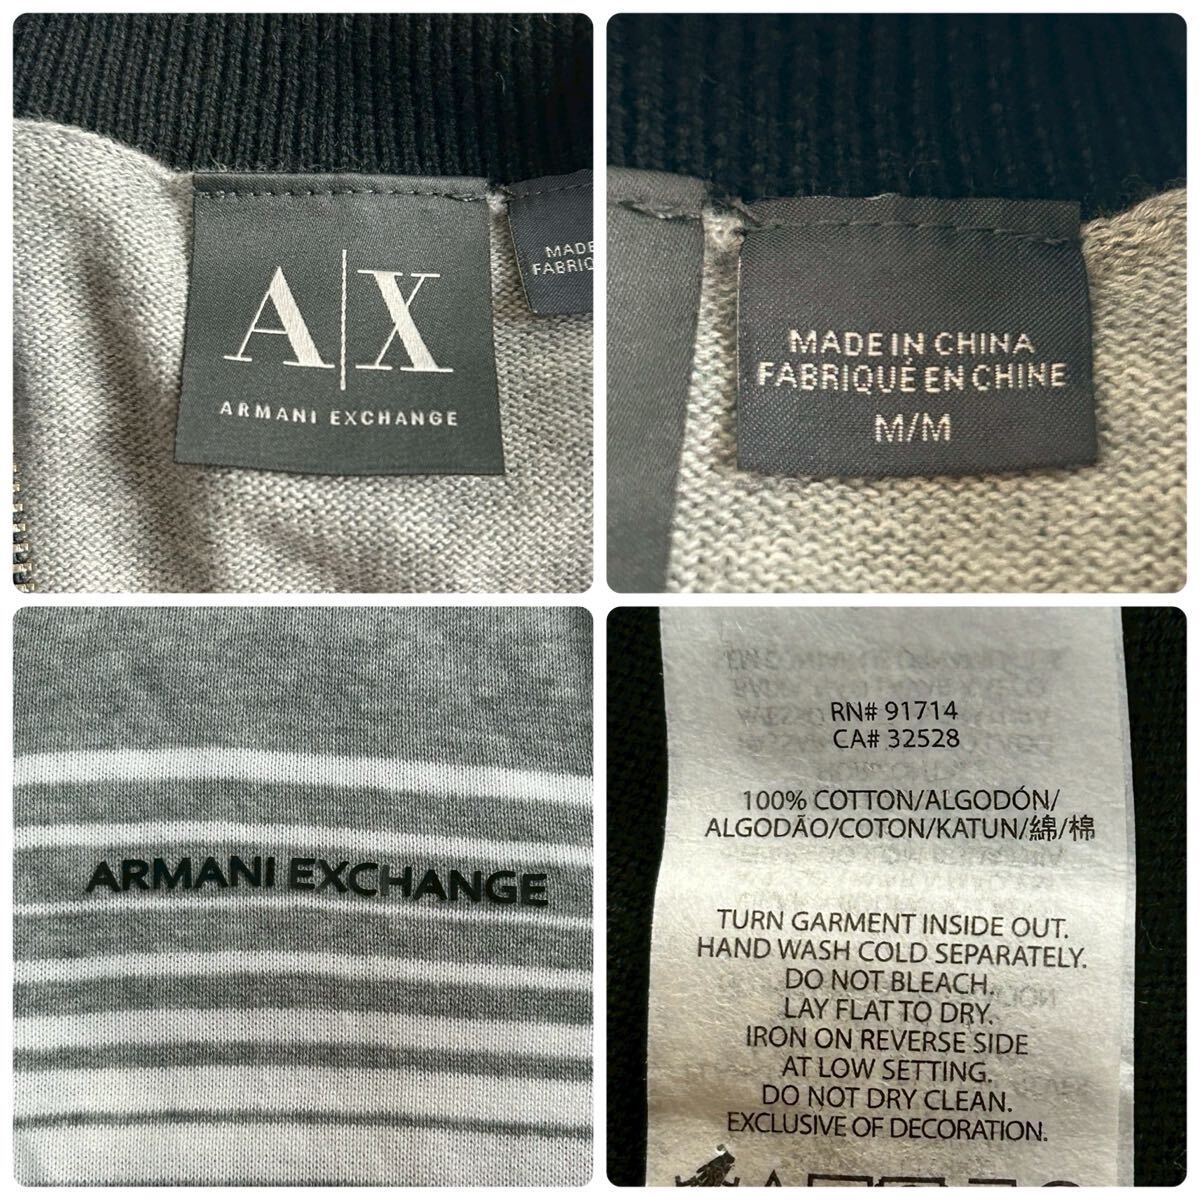 A|X
ARMANI EXCHANGE
MADE
FABRIQ
MADE IN CHINA
FABRIQUÉ EN CHINE
M/M
ARMANI EXCHANGE
RN# 91714
CA# 32528
100% COTTON/ALGODÓN/
ALGODÃO/COTON/KATUN/綿/棉
TURN GARMENT INSIDE OUT.
HAND WASH COLD SEPARATELY.
DO NOT BLEACH.
LAY FLAT TO DRY.
IRON ON REVERSE SIDE
AT LOW SETTING.
DO NOT DRY CLEAN.
EXCLUSIVE OF DECORATION.